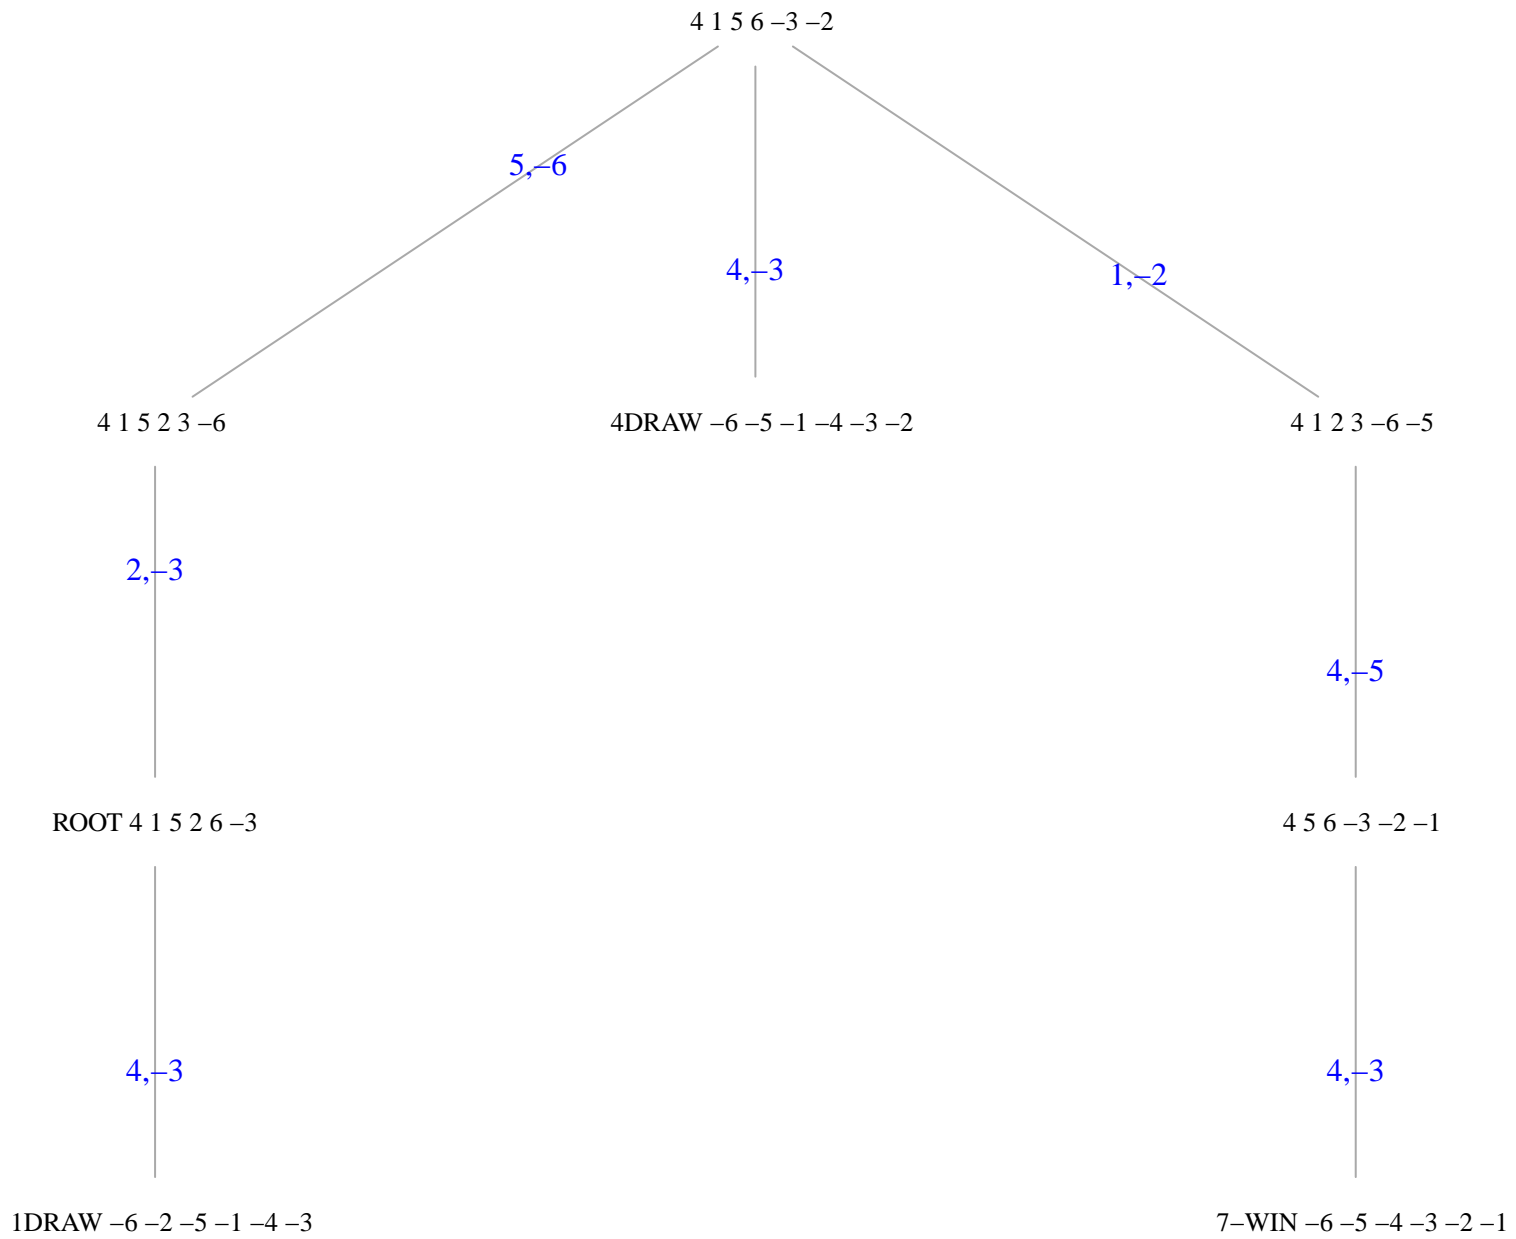 4 1 5 6 –3 –2
5,–6
4,–3
1,–2
4 1 5 2 3 –6
4DRAW –6 –5 –1 –4 –3 –2
4 1 2 3 –6 –5
2,–3
4,–5
ROOT 4 1 5 2 6 –3
4 5 6 –3 –2 –1
4,–3
4,–3
1DRAW –6 –2 –5 –1 –4 –3
7–WIN –6 –5 –4 –3 –2 –1